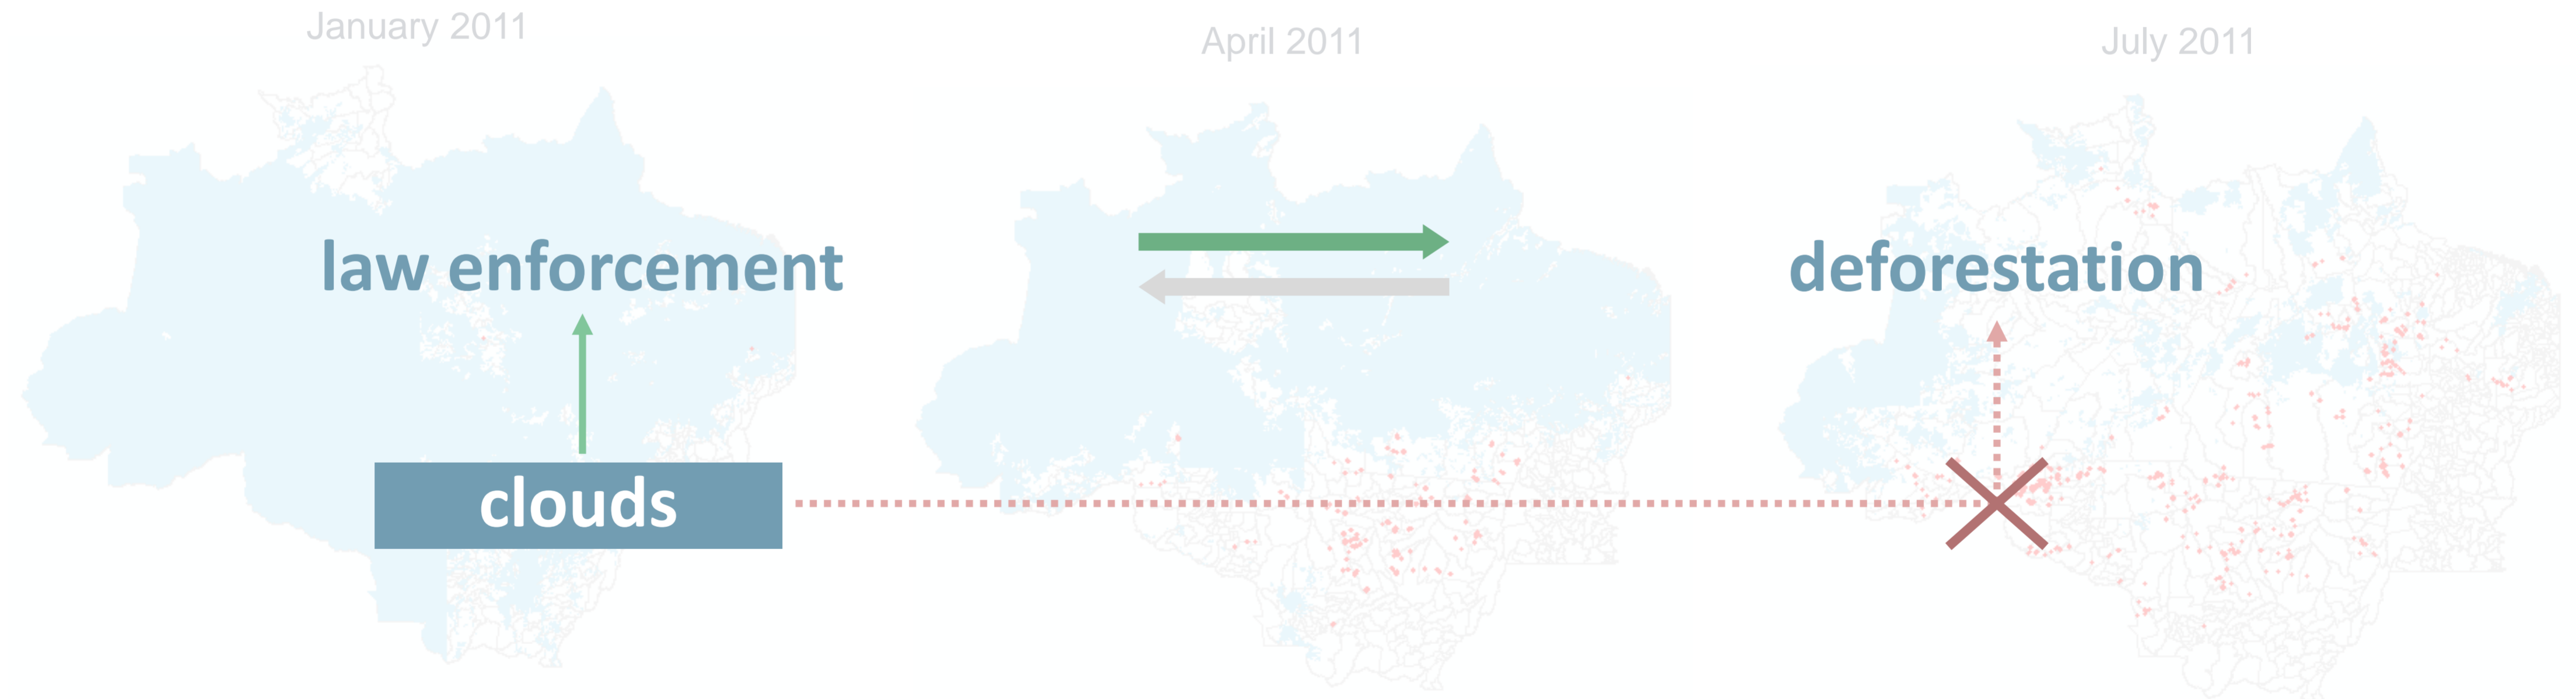 January 2011
April 2011
July 2011
law enforcement
deforestation
clouds